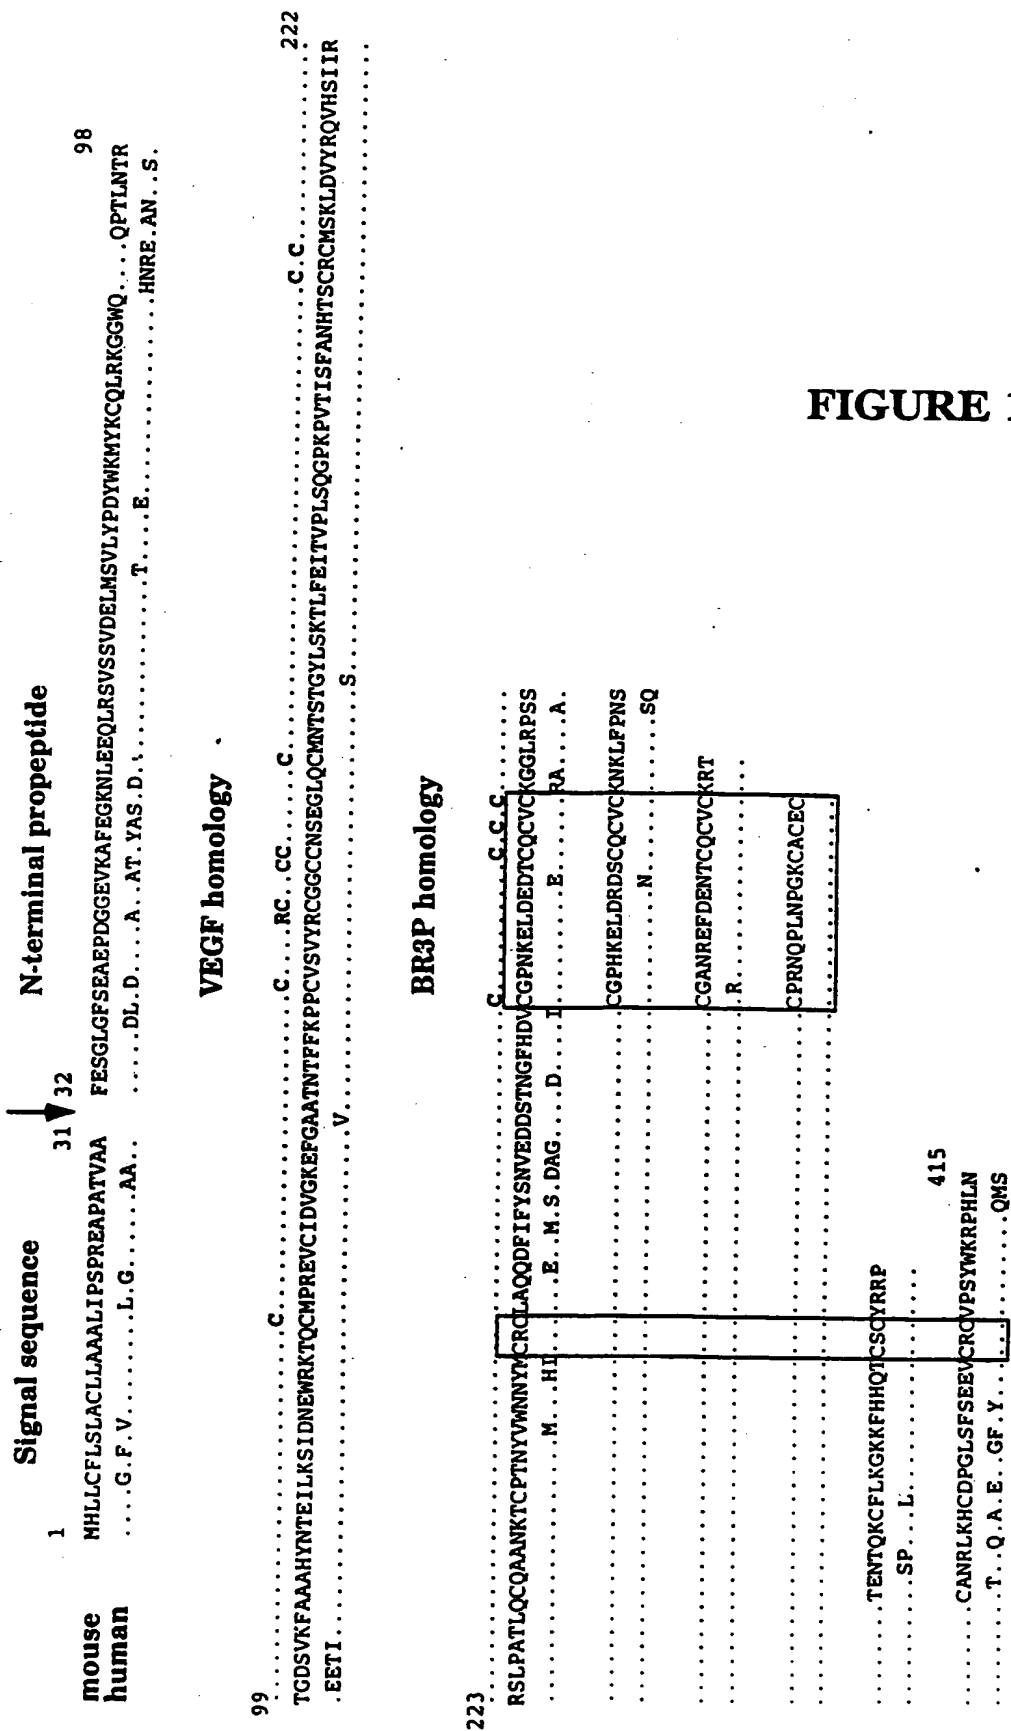 Signal sequence
N-terminal propeptide
1
31
32
98
mouse MHLLCFLSLACLLAAALIPSPREAPATVAA FESGLGFSEAEPDGGEVKAFEGKNLEEQLRSVSSVDELMSVLYPDYWKMYKCQLRKGGWQ....QPTLNTR
human ....G.F.V.......L.G.....AA.. .....DL.D....A..AT.YAS.D...........T....E............HNRE.AN..S.
VEGF homology
99
222
..............................C..............................C.....RC..CC.....C........................................C.C...................
TGDSVKFAAAHYNTEILKSIDNEWRKTQCMPREVCIDVGKEFGAATNTFFKPPCVSVYRCGGCCNSEGLQCMNTSTGYLSKTLFEITVPLSQGPKPVTISFANHTSCRCMSKLDVYRQVHSIIR
.EETI..........................................V.................................S...............................................
BR3P homology
223
............................................................C..........C.C.C.......
RSLPATLQCQAANKTCPTNYVWNNYMCRCLAQQDFIFYSNVEDDSTNGFHDVCGPNKELDEDTCQCVCKGGLRPSS
.....................M...HI.......E..M.S.DAG....D....I........E.....RA....A.
....................................................CGPHKELDRDSCQCVCKNKLFPNS
............................................................N..............SQ
....................................................CGANREFDENTCQCVCKRT
.....................................................R................
....................................................CPRNQPLNPGKCACEC
....................................................................
........TENTQKCFLKGKKFHHQTCSCYRRP
..........SP...L................
415
........CANRLKHCDPGLSFSEEVCRCVPSYWKRPHLN
.........T..Q.A.E..GF.Y.............QMS
FIGURE